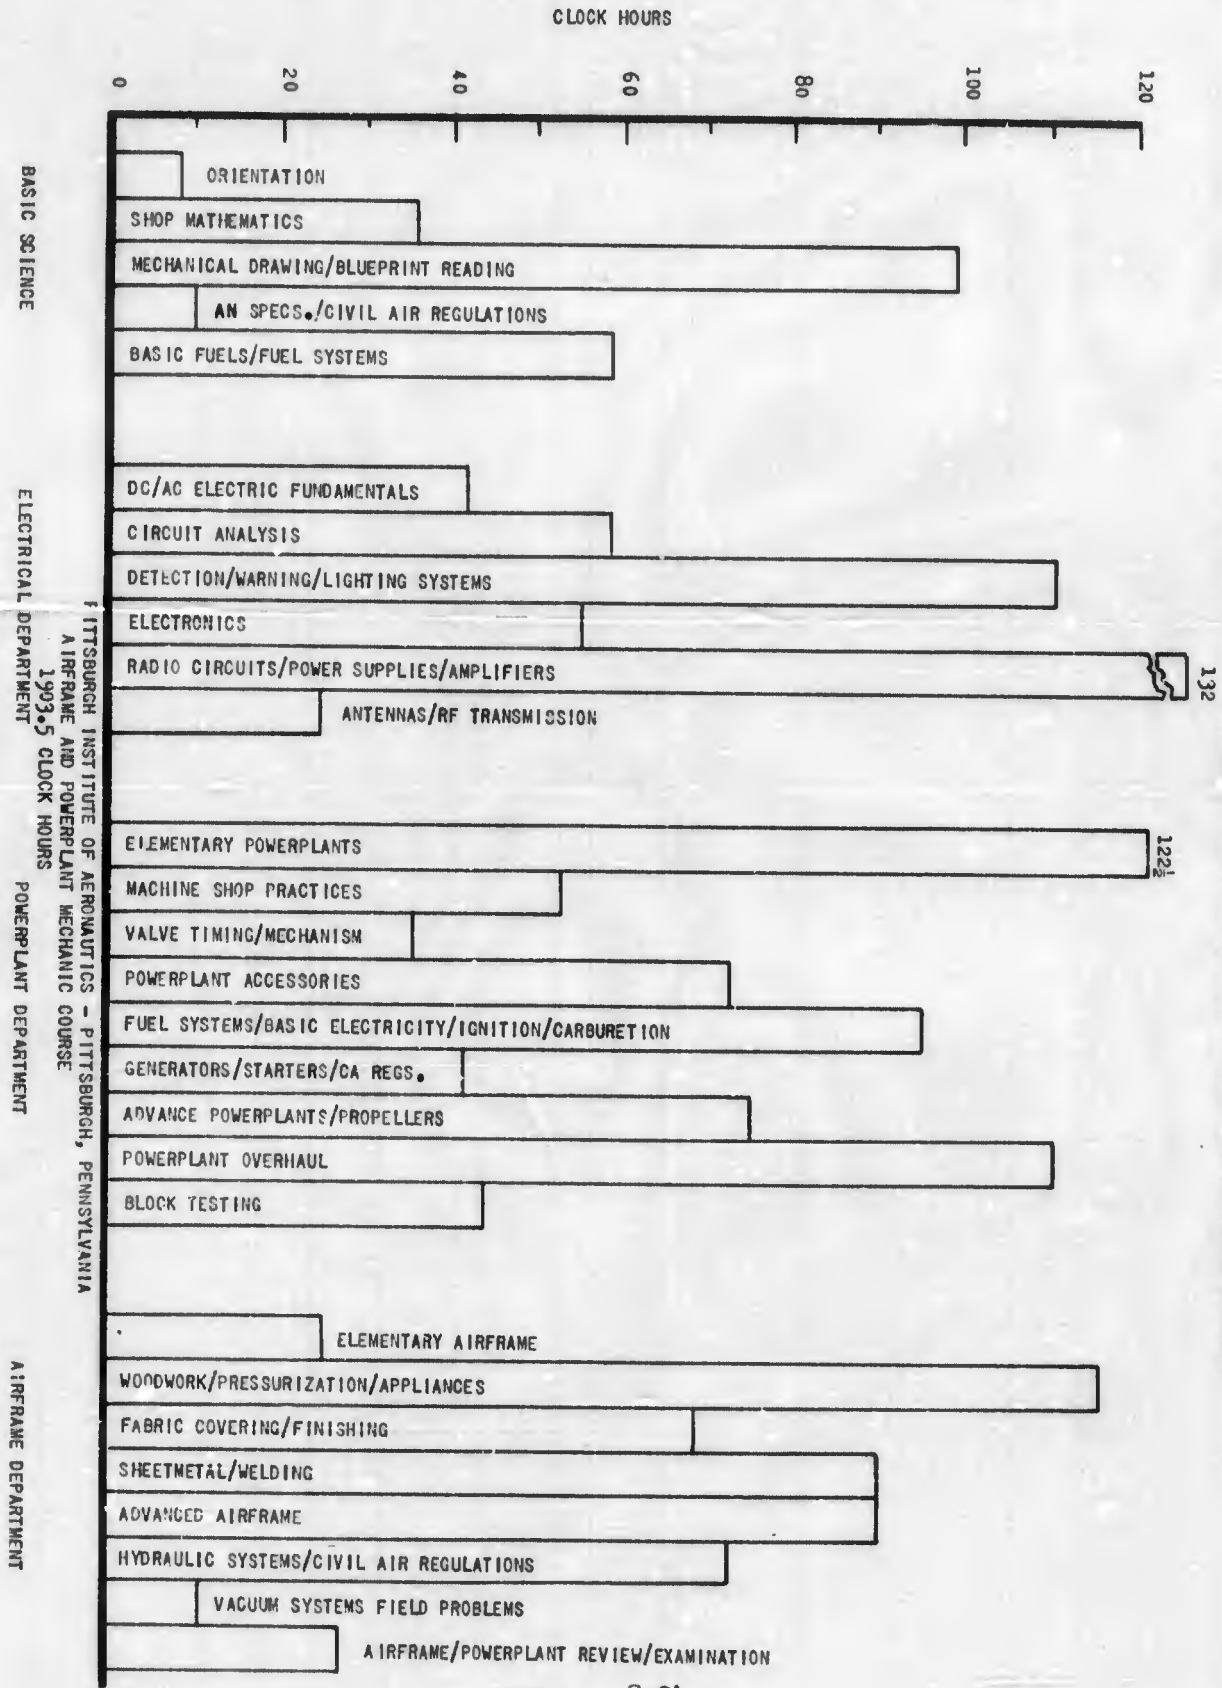 CLOCK HOURS
0
20
40
60
80
100
120
BASIC SCIENCE
ORIENTATION
SHOP MATHEMATICS
MECHANICAL DRAWING/BLUEPRINT READING
AN SPECS./CIVIL AIR REGULATIONS
BASIC FUELS/FUEL SYSTEMS
ELECTRICAL DEPARTMENT
DC/AC ELECTRIC FUNDAMENTALS
CIRCUIT ANALYSIS
DETECTION/WARNING/LIGHTING SYSTEMS
ELECTRONICS
RADIO CIRCUITS/POWER SUPPLIES/AMPLIFIERS
132
ANTENNAS/RF TRANSMISSION
POWERPLANT DEPARTMENT
ELEMENTARY POWERPLANTS
122½
MACHINE SHOP PRACTICES
VALVE TIMING/MECHANISM
POWERPLANT ACCESSORIES
FUEL SYSTEMS/BASIC ELECTRICITY/IGNITION/CARBURETION
GENERATORS/STARTERS/CA REGS.
ADVANCE POWERPLANTS/PROPELLERS
POWERPLANT OVERHAUL
BLOCK TESTING
AIRFRAME DEPARTMENT
ELEMENTARY AIRFRAME
WOODWORK/PRESSURIZATION/APPLIANCES
FABRIC COVERING/FINISHING
SHEETMETAL/WELDING
ADVANCED AIRFRAME
HYDRAULIC SYSTEMS/CIVIL AIR REGULATIONS
VACUUM SYSTEMS FIELD PROBLEMS
AIRFRAME/POWERPLANT REVIEW/EXAMINATION
PITTSBURGH INSTITUTE OF AERONAUTICS - PITTSBURGH, PENNSYLVANIA
AIRFRAME AND POWERPLANT MECHANIC COURSE
1993.5 CLOCK HOURS